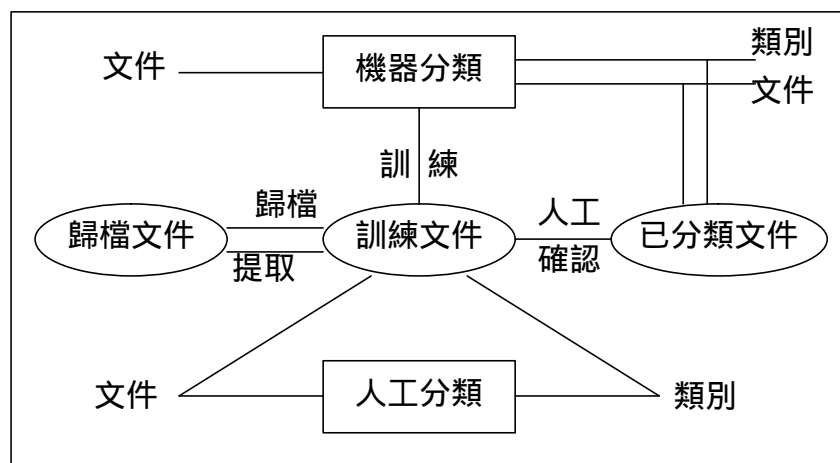 文件
機器分類
類別
文件
訓 練
歸檔文件
歸檔
提取
訓練文件
人工
確認
已分類文件
文件
人工分類
類別